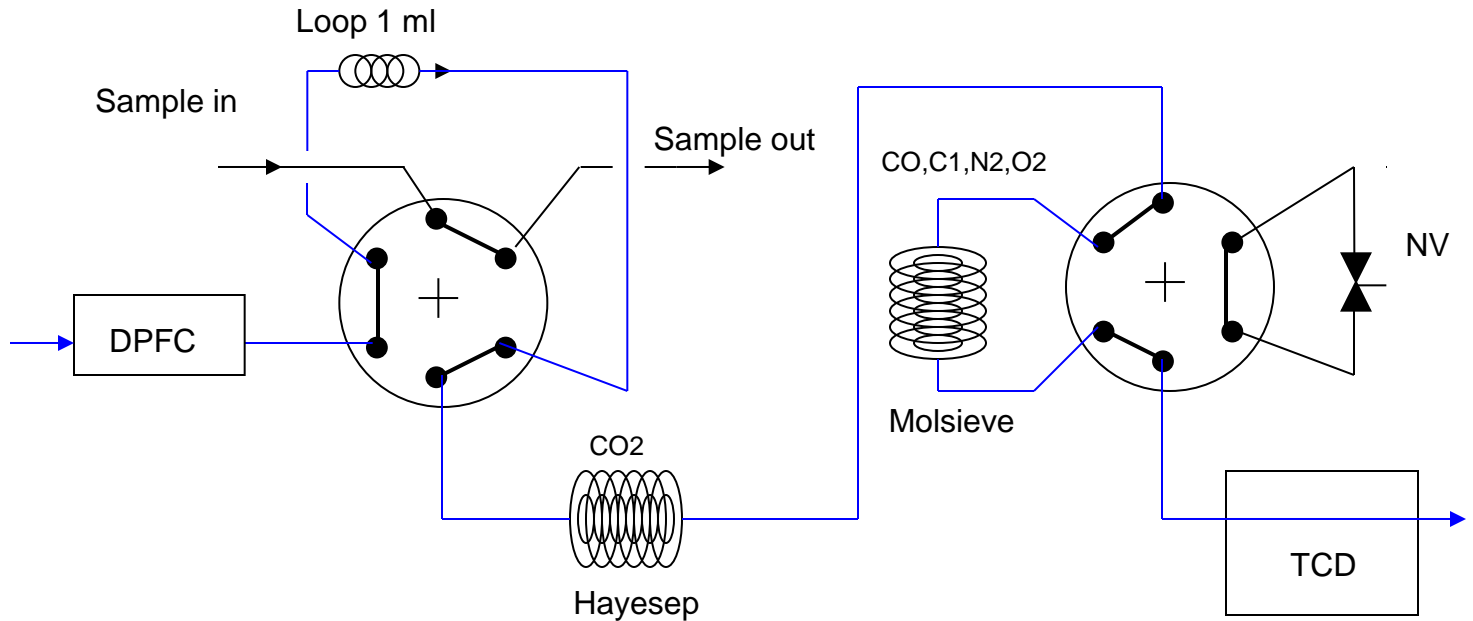 Loop 1 ml
Sample in
Sample out
CO,C1,N2,O2
NV
DPFC
Molsieve
CO2
TCD
Hayesep